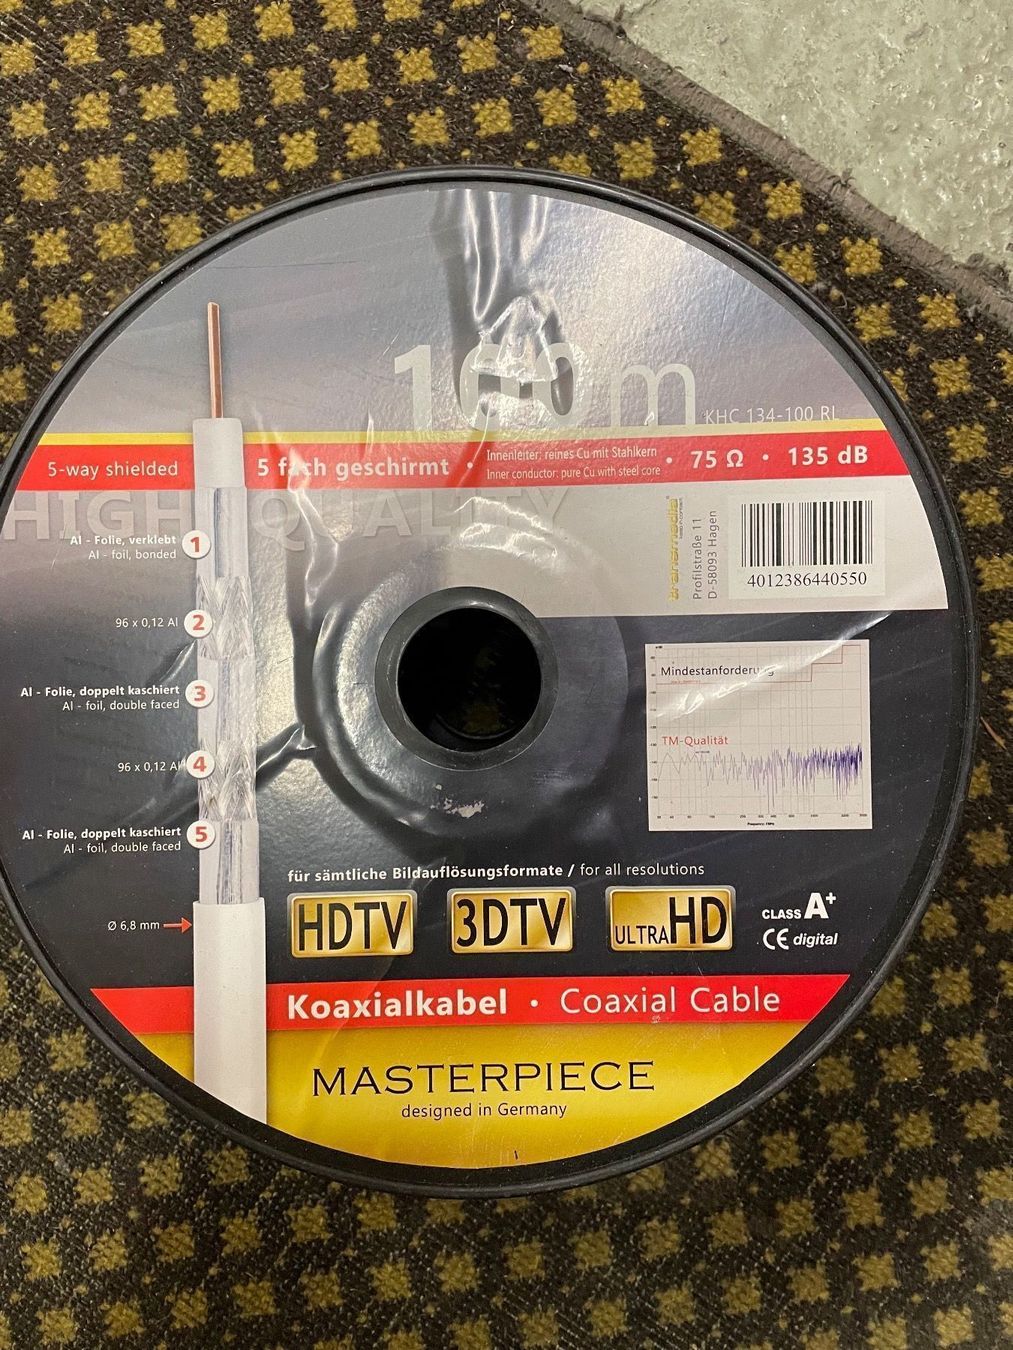 100 m
KHC 134-100 RL
5-way shielded
5 fach geschirmt •
Innenleiter: reines Cu mit Stahlkern
Inner conductor: pure Cu with steel core
• 75 Ω • 135 dB
HIGH QUALITY
Al - Folie, verklebt
Al - foil, bonded
1
96 x 0,12 Al
2
Al - Folie, doppelt kaschiert
Al - foil, double faced
3
96 x 0,12 Al
4
Al - Folie, doppelt kaschiert
Al - foil, double faced
5
Ø 6,8 mm
transmedia
Profilstraße 11
D-58093 Hagen
4012386440550
Mindestanforderung
TM-Qualität
für sämtliche Bildauflösungsformate / for all resolutions
HDTV
3DTV
ULTRA HD
CLASS A+
CE digital
Koaxialkabel • Coaxial Cable
MASTERPIECE
designed in Germany